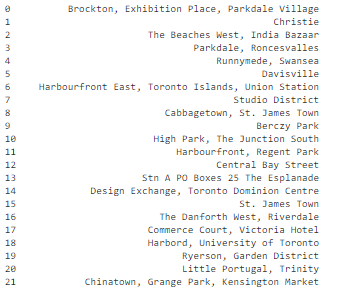 0 Brockton, Exhibition Place, Parkdale Village
1 Christie
2 The Beaches West, India Bazaar
3 Parkdale, Roncesvalles
4 Runnymede, Swansea
5 Davisville
6 Harbourfront East, Toronto Islands, Union Station
7 Studio District
8 Cabbagetown, St. James Town
9 Berczy Park
10 High Park, The Junction South
11 Harbourfront, Regent Park
12 Central Bay Street
13 Stn A PO Boxes 25 The Esplanade
14 Design Exchange, Toronto Dominion Centre
15 St. James Town
16 The Danforth West, Riverdale
17 Commerce Court, Victoria Hotel
18 Harbord, University of Toronto
19 Ryerson, Garden District
20 Little Portugal, Trinity
21 Chinatown, Grange Park, Kensington Market